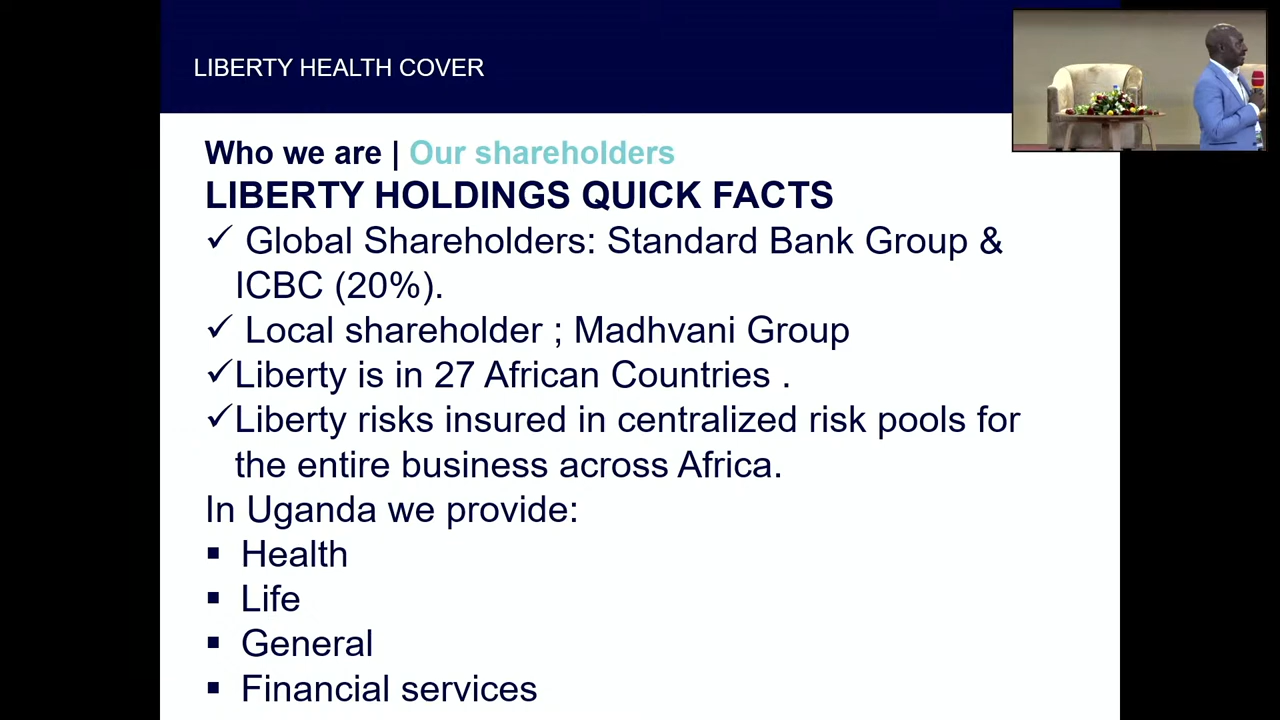 LIBERTY HEALTH COVER
Who we are | Our shareholders
LIBERTY HOLDINGS QUICK FACTS
✓ Global Shareholders: Standard Bank Group &
ICBC (20%).
✓ Local shareholder ; Madhvani Group
✓Liberty is in 27 African Countries .
✓Liberty risks insured in centralized risk pools for
the entire business across Africa.
In Uganda we provide:
▪ Health
▪ Life
▪ General
▪ Financial services